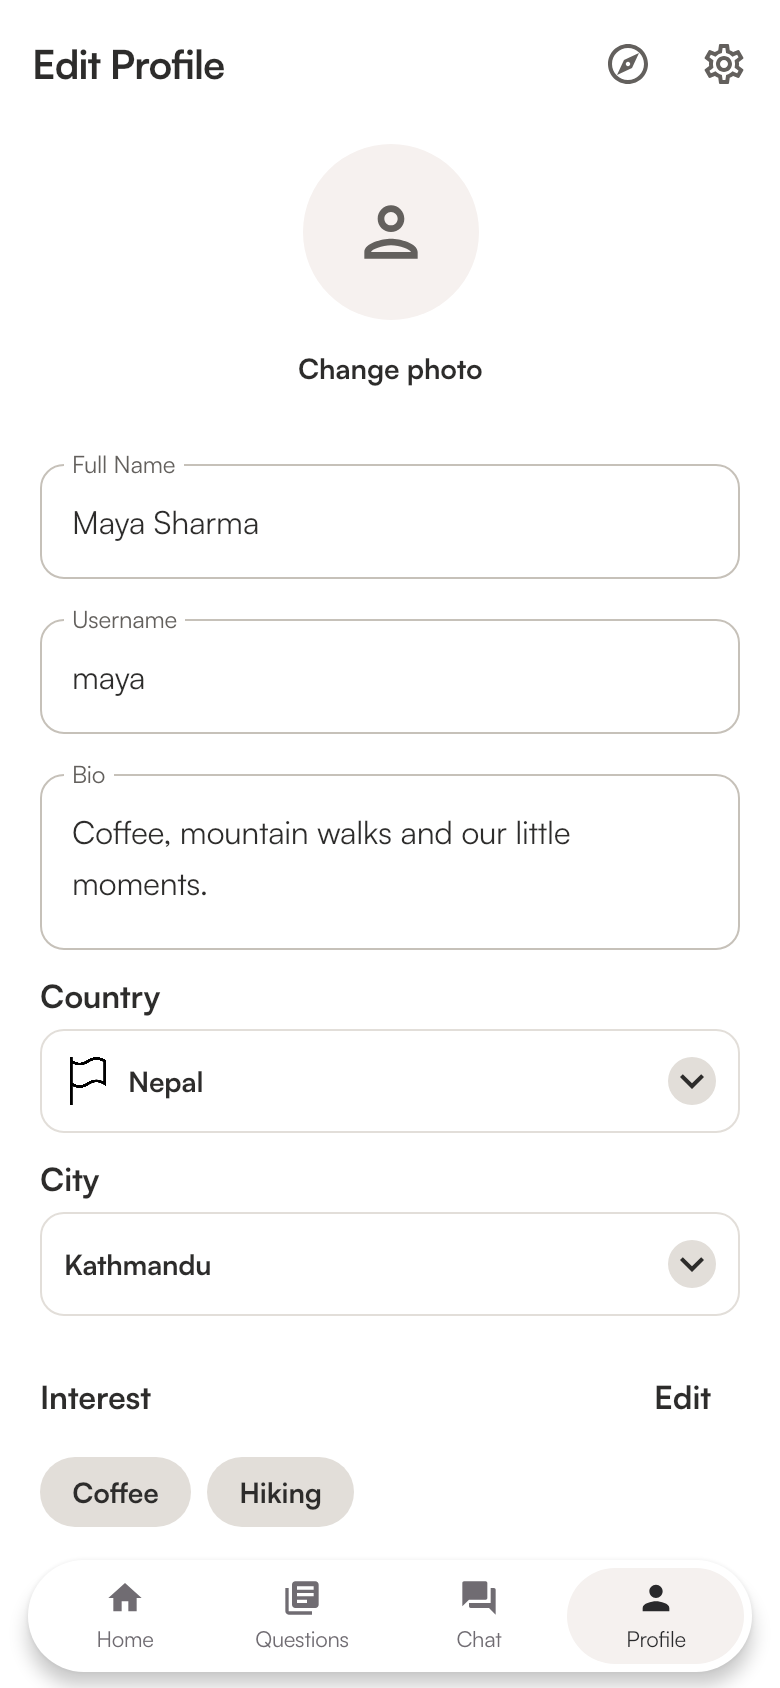 Edit Profile
Change photo
Full Name
Maya Sharma
Username
maya
Bio
Coffee, mountain walks and our little
moments.
Country
Nepal
City
Kathmandu
Interest Edit
Coffee Hiking
Home Questions Chat Profile